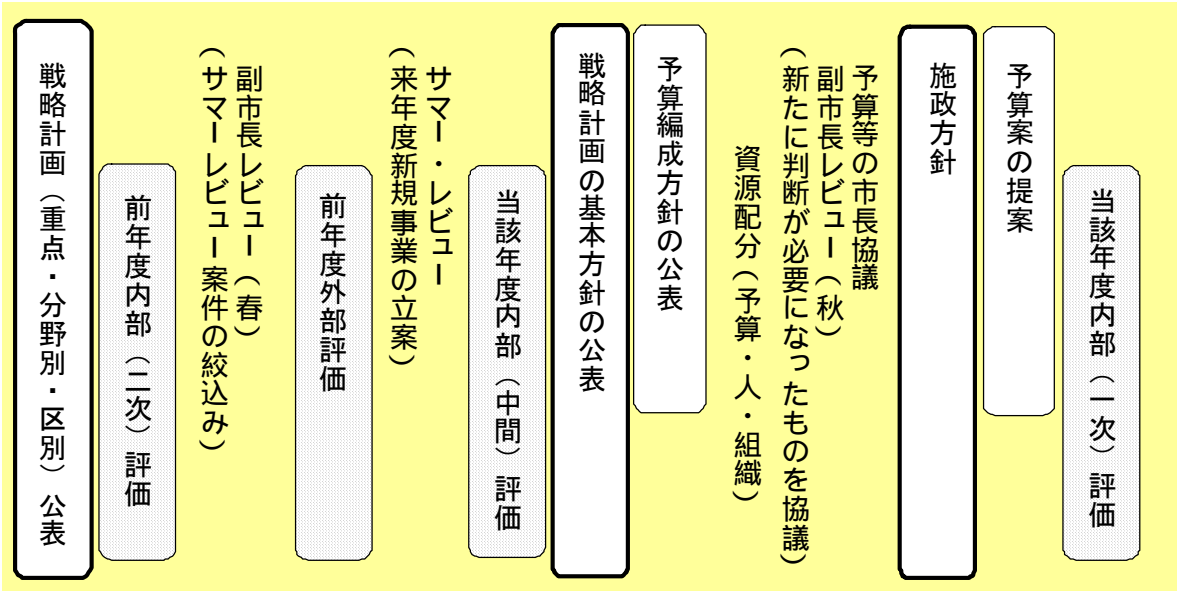 戦略計画（重点・分野別・区別）公表
前年度内部（二次）評価
副市長レビュー（春）
（サマーレビュー案件の絞込み）
前年度外部評価
サマー・レビュー
（来年度新規事業の立案）
当該年度内部（中間）評価
戦略計画の基本方針の公表
予算編成方針の公表
資源配分（予算・人・組織）
予算等の市長協議
副市長レビュー（秋）
（新たに判断が必要になったものを協議）
施政方針
予算案の提案
当該年度内部（一次）評価